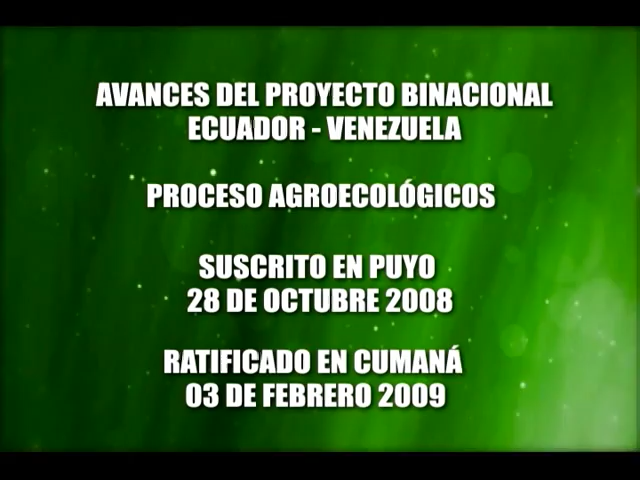 AVANCES DEL PROYECTO BINACIONAL
ECUADOR - VENEZUELA
PROCESO AGROECOLÓGICOS
SUSCRITO EN PUYO
28 DE OCTUBRE 2008
RATIFICADO EN CUMANÁ
03 DE FEBRERO 2009